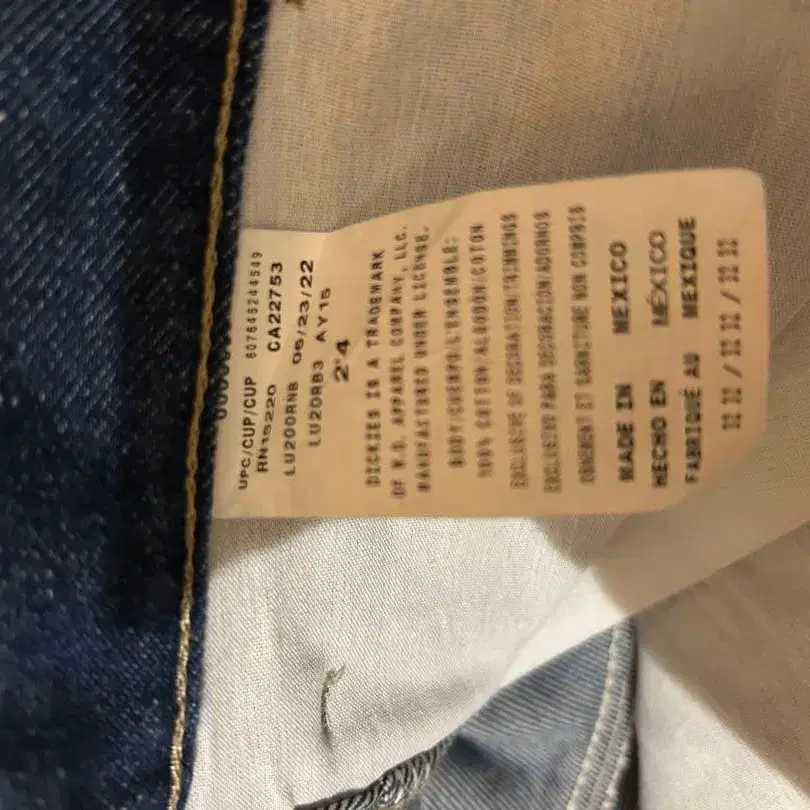 UPC/CUP/CUP 607645244549
RN15220 CA22753
LU200RNB 06/23/22
LU20RB3 AY15
2'4
DICKIES IS A TRADEMARK
OF W.D. APPAREL COMPANY, LLC.
MANUFACTURED UNDER LICENSE.
BODY/CUERPO/L'ENSEMBLE:
100% COTTON/ALGODÓN/COTON
EXCLUSIVE OF DECORATION/TRIMMINGS
EXCLUSIVO PARA DECORACIÓN/ADORNOS
ORNEMENT ET GARNITURE NON COMPRIS
MADE IN MEXICO
HECHO EN MÉXICO
FABRIQUÉ AU MEXIQUE